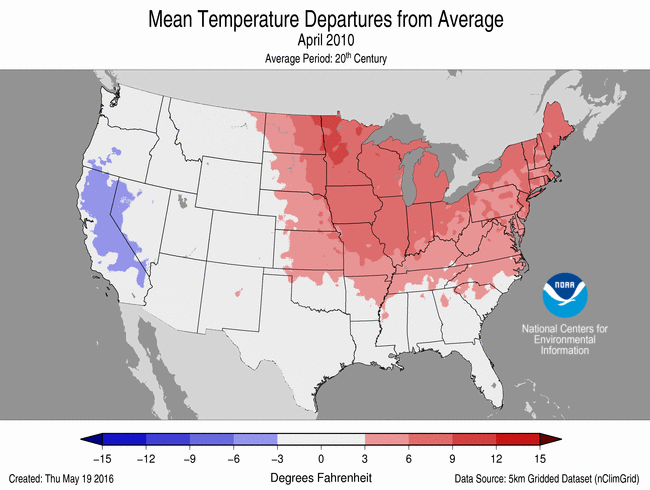 Mean Temperature Departures from Average
April 2010
Average Period: 20th Century
NOAA
National Centers for
Environmental
Information
-15 -12 -9 -6 -3 0 3 6 9 12 15
Degrees Fahrenheit
Created: Thu May 19 2016
Data Source: 5km Gridded Dataset (nClimGrid)